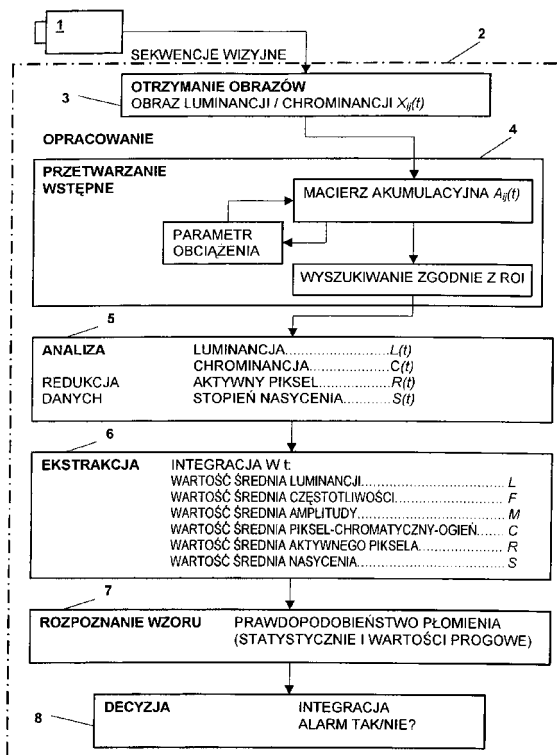 1
2
SEKWENCJE WIZYJNE
3
OTRZYMANIE OBRAZÓW
OBRAZ LUMINANCJI / CHROMINANCJI Xij(t)
OPRACOWANIE
4
PRZETWARZANIE
WSTĘPNE
MACIERZ AKUMULACYJNA Aij(t)
PARAMETR
OBCIĄŻENIA
WYSZUKIWANIE ZGODNIE Z ROI
5
ANALIZA LUMINANCJA..................L(t)
CHROMINANCJA..................C(t)
REDUKCJA AKTYWNY PIKSEL..................R(t)
DANYCH STOPIEŃ NASYCENIA..................S(t)
6
EKSTRAKCJA INTEGRACJA W t:
WARTOŚĆ ŚREDNIA LUMINANCJI..................L
WARTOŚĆ ŚREDNIA CZĘSTOTLIWOŚCI..................F
WARTOŚĆ ŚREDNIA AMPLITUDY..................M
WARTOŚĆ ŚREDNIA PIKSEL-CHROMATYCZNY-OGIEŃ....... C
WARTOŚĆ ŚREDNIA AKTYWNEGO PIKSELA..................R
WARTOŚĆ ŚREDNIA NASYCENIA..................S
7
ROZPOZNANIE WZORU PRAWDOPODOBIEŃSTWO PŁOMIENIA
(STATYSTYCZNIE I WARTOŚCI PROGOWE)
8
DECYZJA INTEGRACJA
ALARM TAK/NIE?